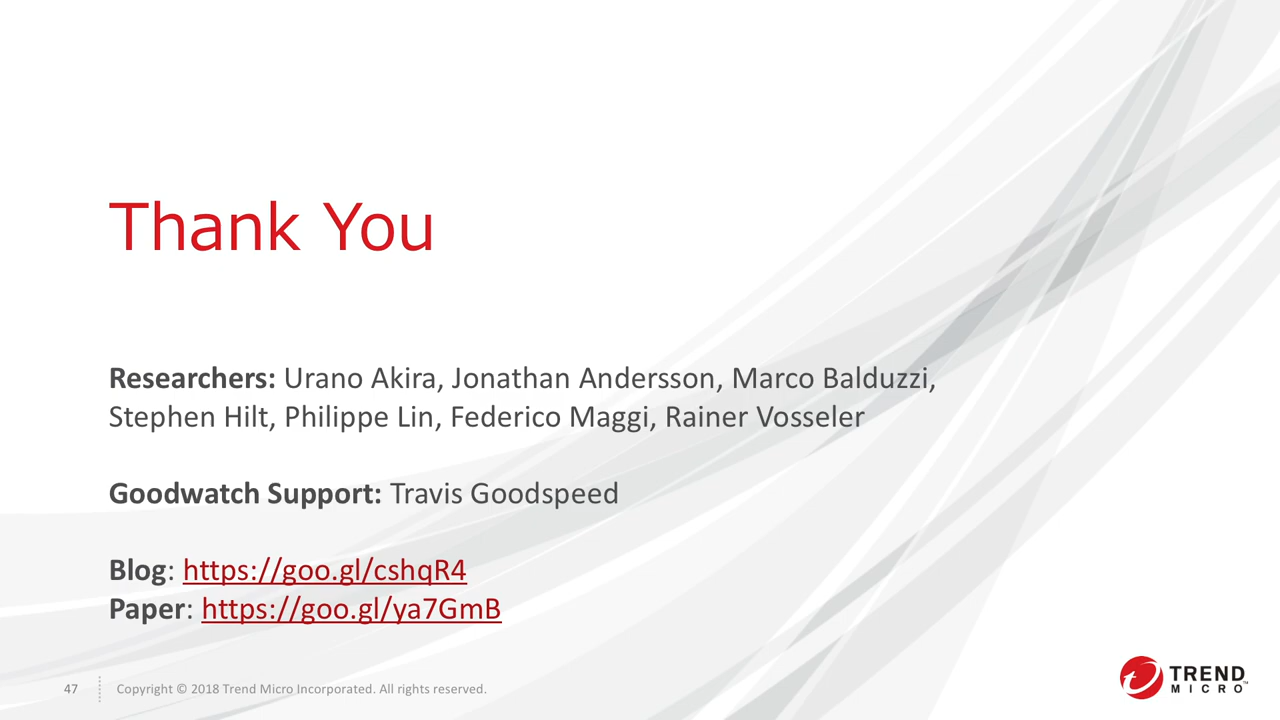 Thank You
Researchers: Urano Akira, Jonathan Andersson, Marco Balduzzi,
Stephen Hilt, Philippe Lin, Federico Maggi, Rainer Vosseler
Goodwatch Support: Travis Goodspeed
Blog: https://goo.gl/cshqR4
Paper: https://goo.gl/ya7GmB
47
Copyright © 2018 Trend Micro Incorporated. All rights reserved.
TREND
MICRO™